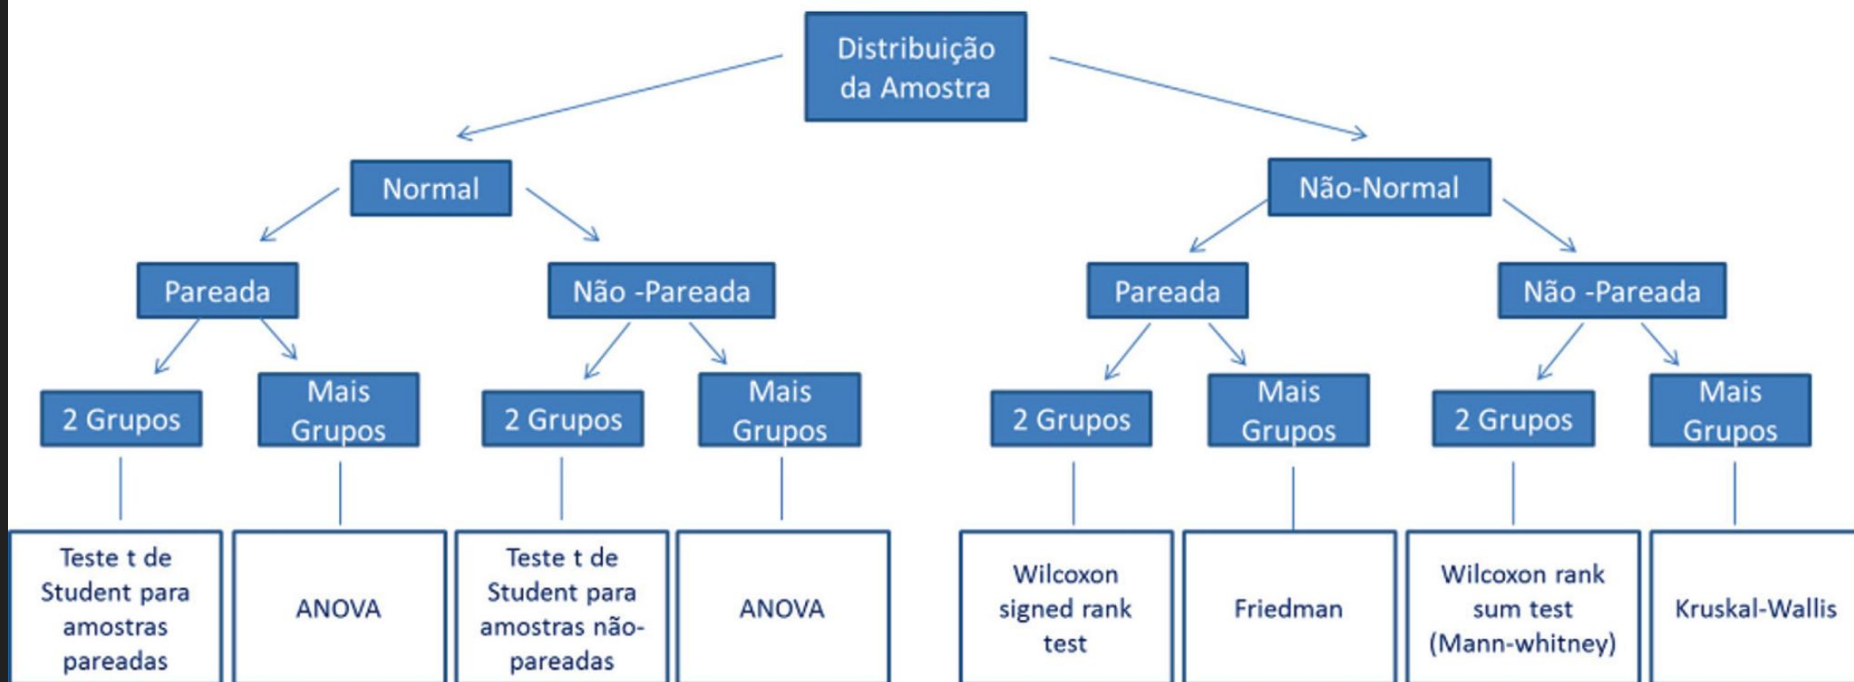 Distribuição
da Amostra
Normal
Não-Normal
Pareada
Não -Pareada
Pareada
Não -Pareada
2 Grupos
Mais
Grupos
2 Grupos
Mais
Grupos
2 Grupos
Mais
Grupos
2 Grupos
Mais
Grupos
Teste t de
Student para
amostras
pareadas
ANOVA
Teste t de
Student para
amostras não-
pareadas
ANOVA
Wilcoxon
signed rank
test
Friedman
Wilcoxon rank
sum test
(Mann-whitney)
Kruskal-Wallis